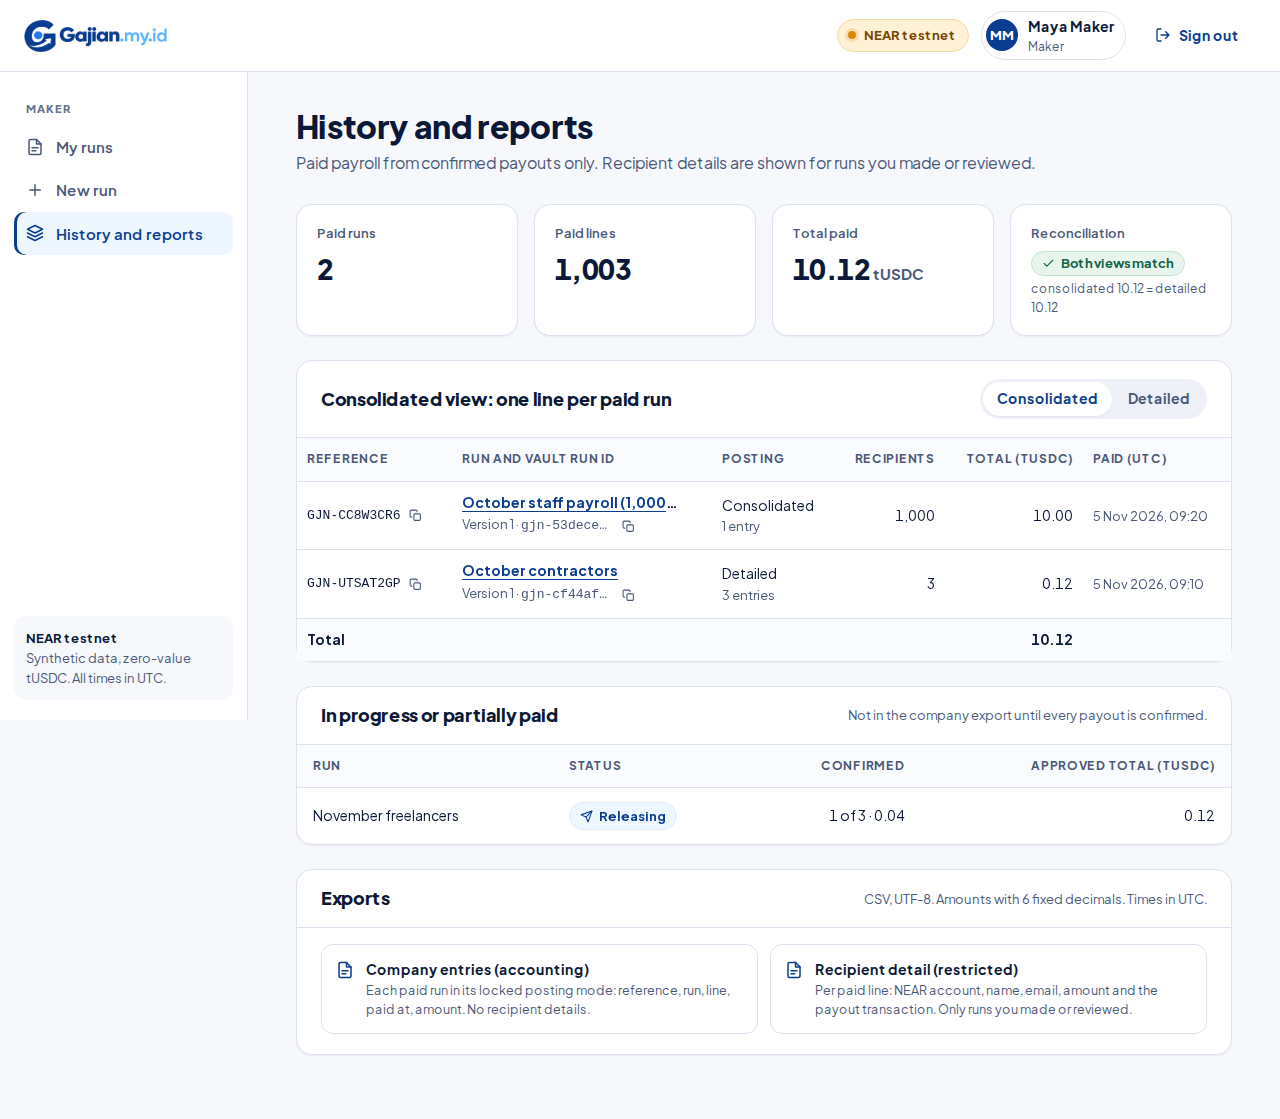 Gajian.my.id
NEAR testnet
MM
Maya Maker
Maker
Sign out
MAKER
My runs
New run
History and reports
NEAR testnet
Synthetic data, zero-value
tUSDC. All times in UTC.
History and reports
Paid payroll from confirmed payouts only. Recipient details are shown for runs you made or reviewed.
Paid runs
2
Paid lines
1,003
Total paid
10.12 tUSDC
Reconciliation
Both views match
consolidated 10.12 = detailed
10.12
Consolidated view: one line per paid run
Consolidated Detailed
REFERENCE RUN AND VAULT RUN ID POSTING RECIPIENTS TOTAL (TUSDC) PAID (UTC)
GJN-CC8W3CR6 October staff payroll (1,000… Consolidated 1,000 10.00 5 Nov 2026, 09:20
Version 1 · gjn-53dece… 1 entry
GJN-UTSAT2GP October contractors Detailed 3 0.12 5 Nov 2026, 09:10
Version 1 · gjn-cf44af… 3 entries
Total 10.12
In progress or partially paid
Not in the company export until every payout is confirmed.
RUN STATUS CONFIRMED APPROVED TOTAL (TUSDC)
November freelancers Releasing 1 of 3 · 0.04 0.12
Exports
CSV, UTF-8. Amounts with 6 fixed decimals. Times in UTC.
Company entries (accounting)
Each paid run in its locked posting mode: reference, run, line,
paid at, amount. No recipient details.
Recipient detail (restricted)
Per paid line: NEAR account, name, email, amount and the
payout transaction. Only runs you made or reviewed.